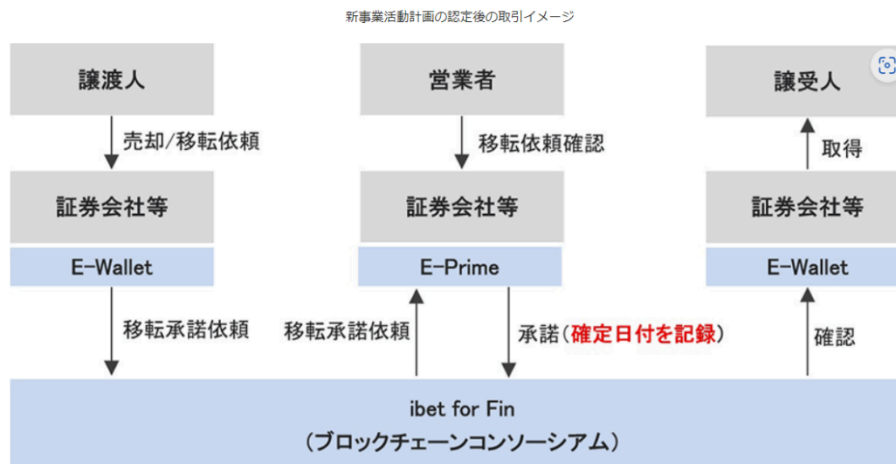 新事業活動計画の認定後の取引イメージ
譲渡人
営業者
譲受人
売却/移転依頼
移転依頼確認
取得
証券会社等
証券会社等
証券会社等
E-Wallet
E-Prime
E-Wallet
移転承諾依頼
移転承諾依頼
承諾(確定日付を記録)
確認
ibet for Fin
(ブロックチェーンコンソーシアム)